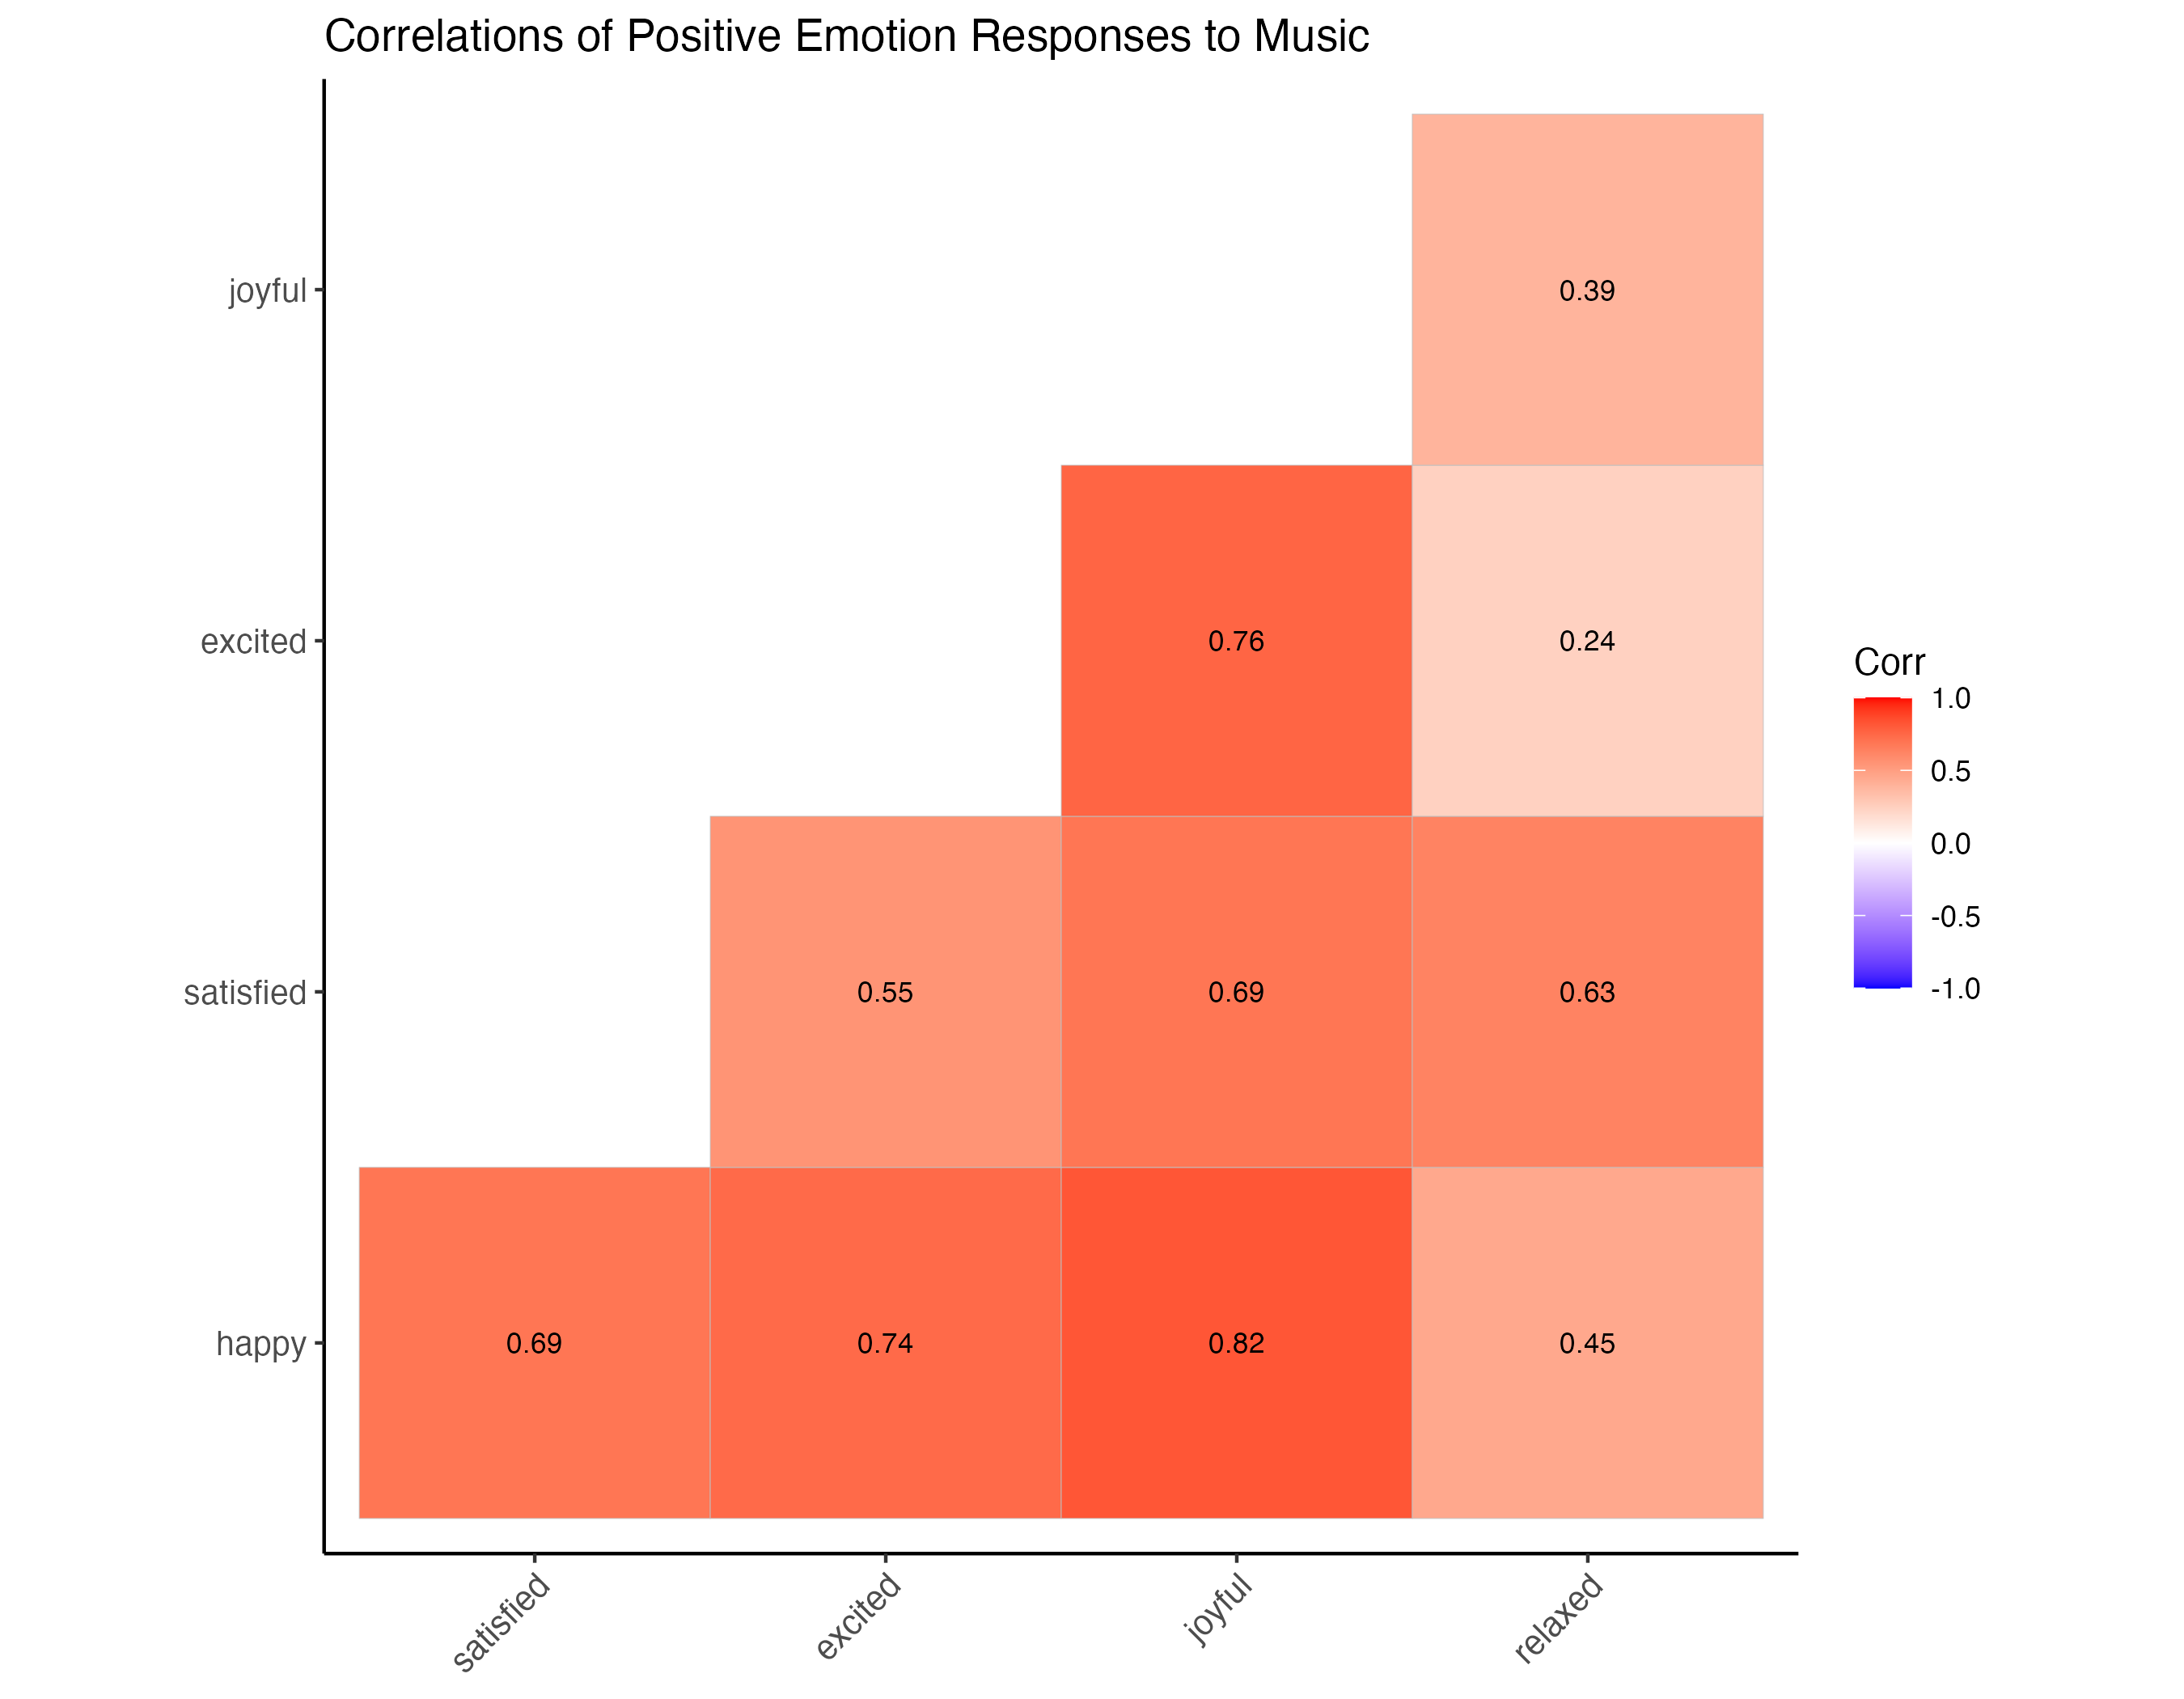 Correlations of Positive Emotion Responses to Music
joyful
0.39
excited
0.76
0.24
satisfied
0.55
0.69
0.63
happy
0.69
0.74
0.82
0.45
satisfied
excited
joyful
relaxed
Corr
1.0
0.5
0.0
-0.5
-1.0